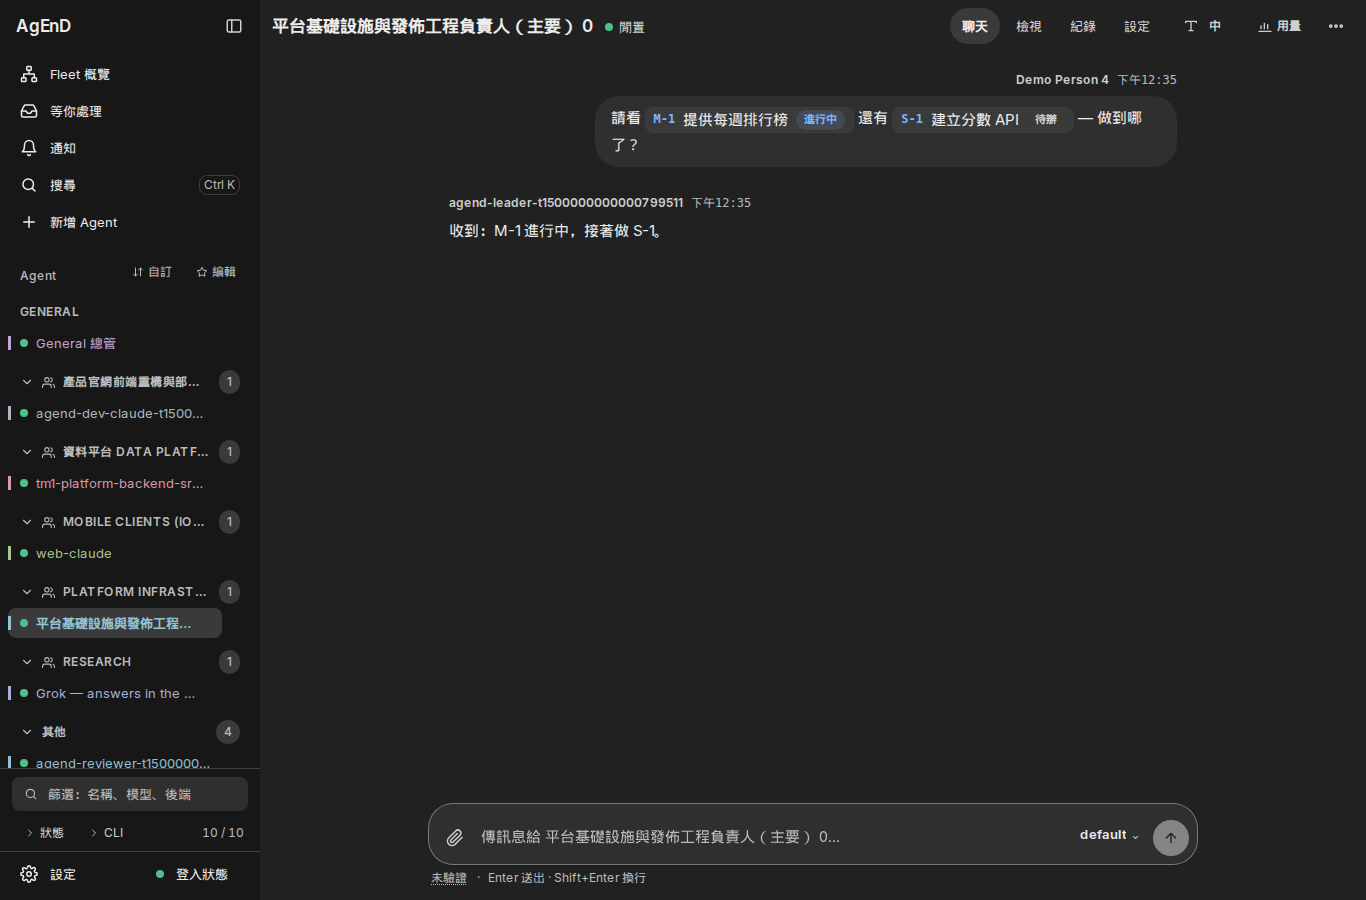 AgEnD
Fleet 概覽
等你處理
通知
搜尋 Ctrl K
新增 Agent
Agent 自訂 編輯
GENERAL
General 總管
產品官網前端重構與部... 1
agend-dev-claude-t1500...
資料平台 DATA PLATF... 1
tm1-platform-backend-sr...
MOBILE CLIENTS (IO... 1
web-claude
PLATFORM INFRAST... 1
平台基礎設施與發佈工程...
RESEARCH 1
Grok — answers in the ...
其他 4
agend-reviewer-t1500000...
篩選：名稱、模型、後端
狀態 CLI 10 / 10
設定 登入狀態
平台基礎設施與發佈工程負責人（主要）0 閒置
聊天 檢視 紀錄 設定 中 用量
Demo Person 4 下午12:35
請看 M-1 提供每週排行榜 進行中 還有 S-1 建立分數 API 待辦 — 做到哪
了？
agend-leader-t1500000000000799511 下午12:35
收到：M-1 進行中，接著做 S-1。
傳訊息給 平台基礎設施與發佈工程負責人（主要）0... default
未驗證 · Enter 送出 · Shift+Enter 換行